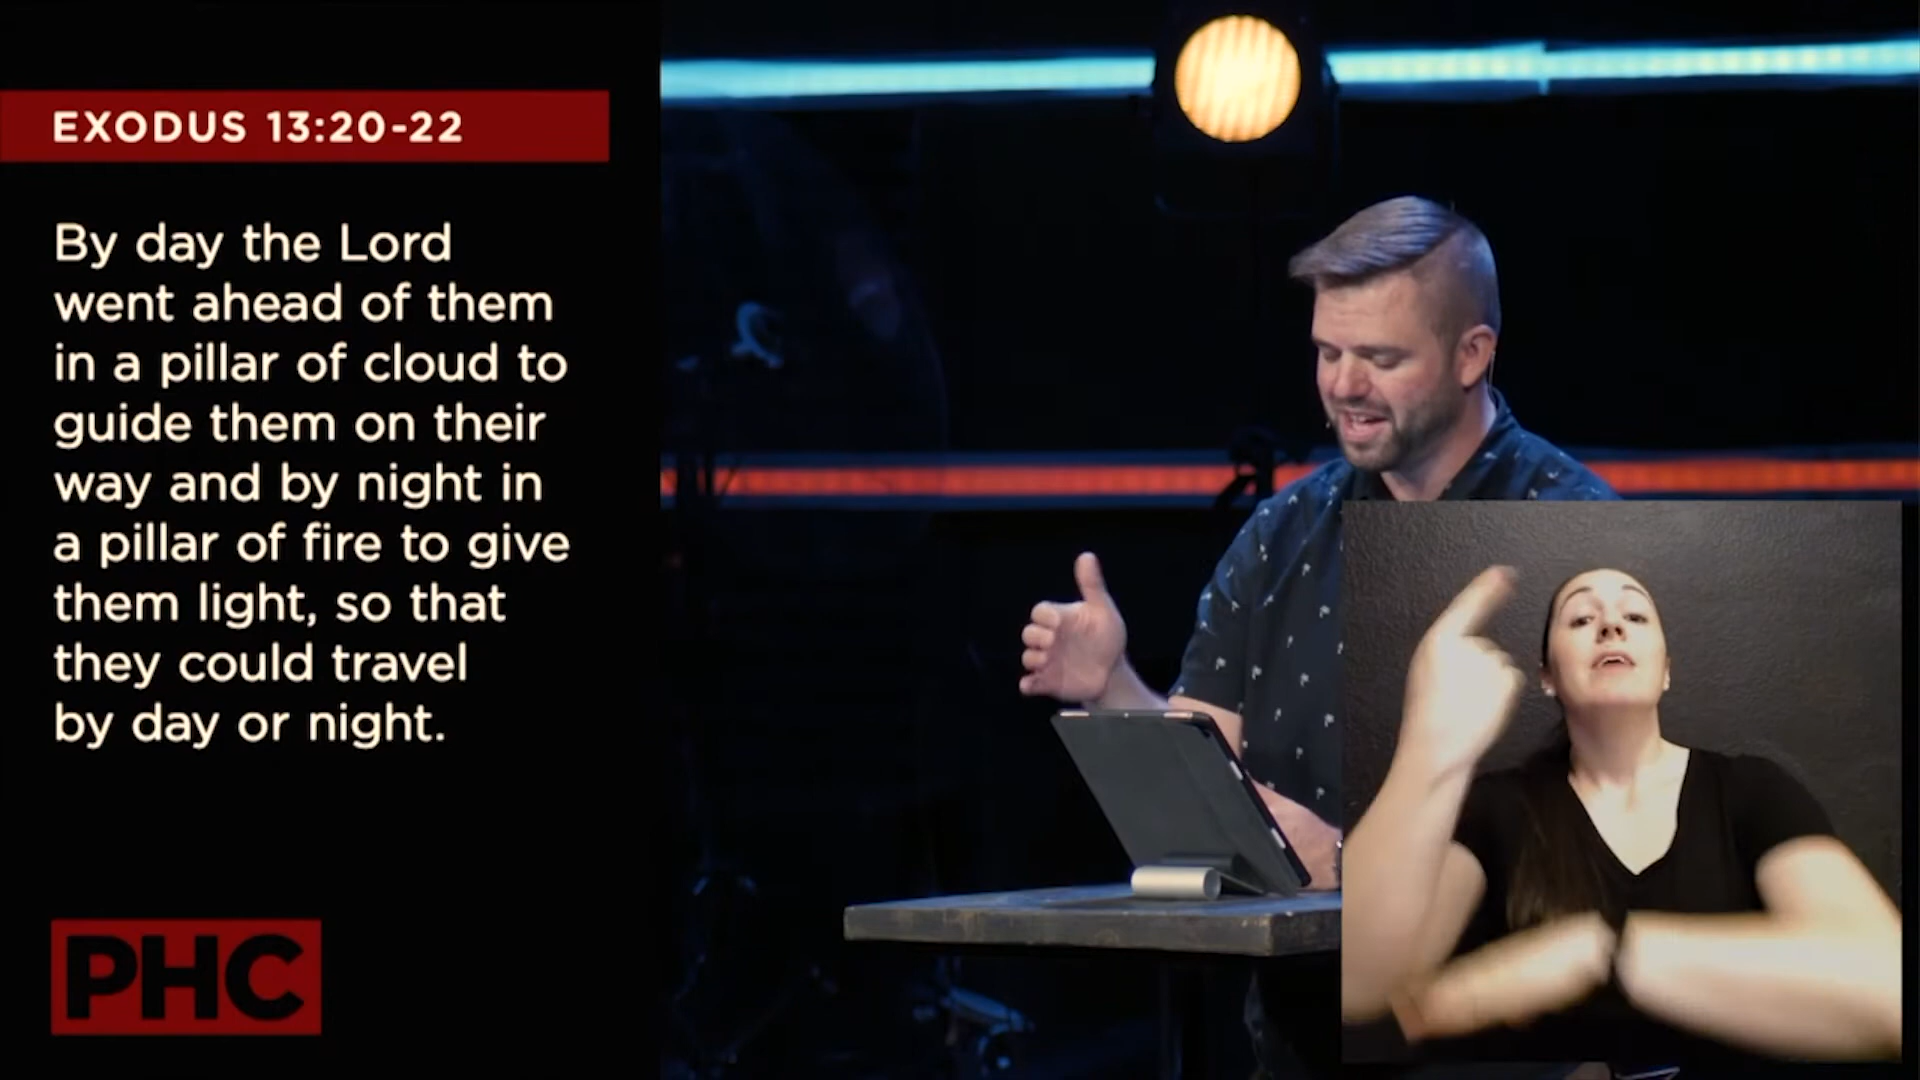 EXODUS 13:20-22
By day the Lord
went ahead of them
in a pillar of cloud to
guide them on their
way and by night in
a pillar of fire to give
them light, so that
they could travel
by day or night.
PHC